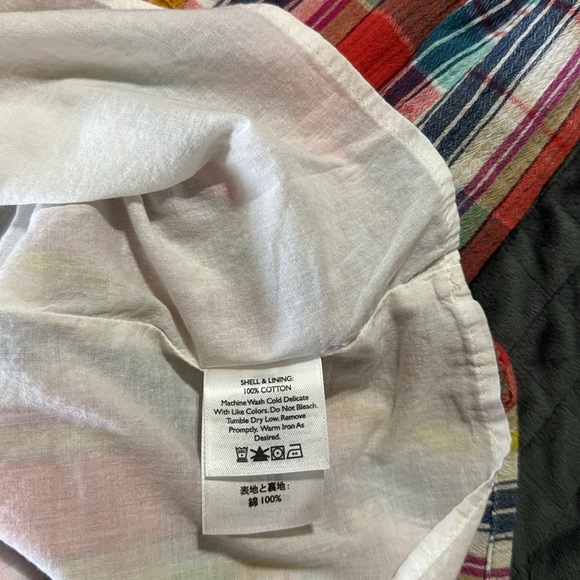 SHELL & LINING:
100% COTTON
Machine Wash Cold Delicate
With Like Colors. Do Not Bleach.
Tumble Dry Low. Remove
Promptly. Warm Iron As
Desired.
表地と裏地：
綿 100%